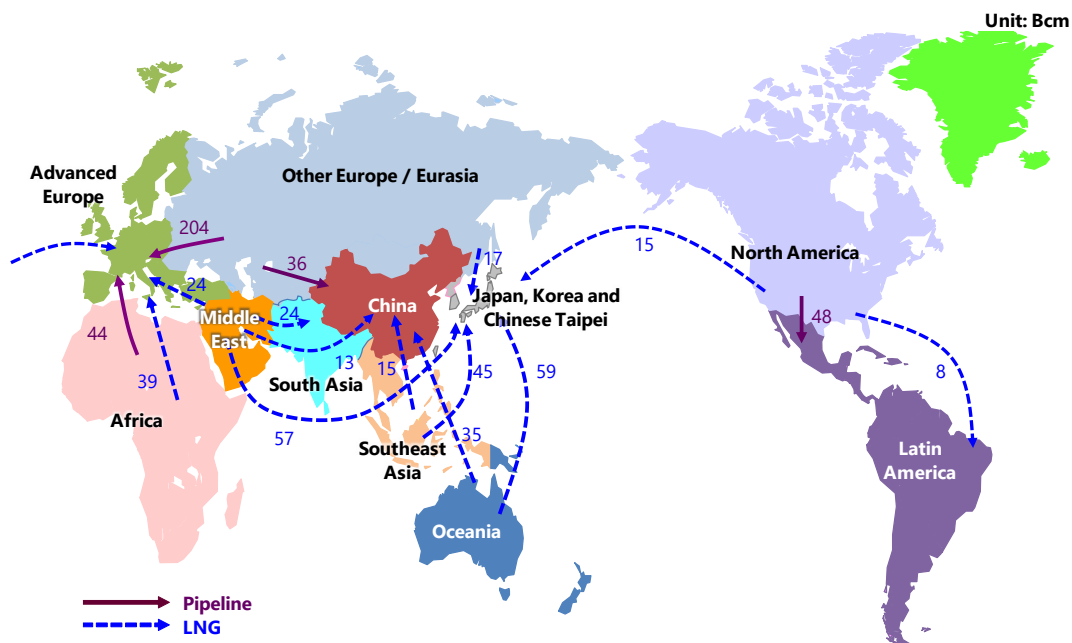 Unit: Bcm
Advanced
Europe
Other Europe / Eurasia
204
15
North America
36
17
24
China
Japan, Korea and
Chinese Taipei
Middle
East
24
44
48
13
15
45
59
8
South Asia
39
Africa
57
35
Southeast
Asia
Latin
America
Oceania
Pipeline
LNG